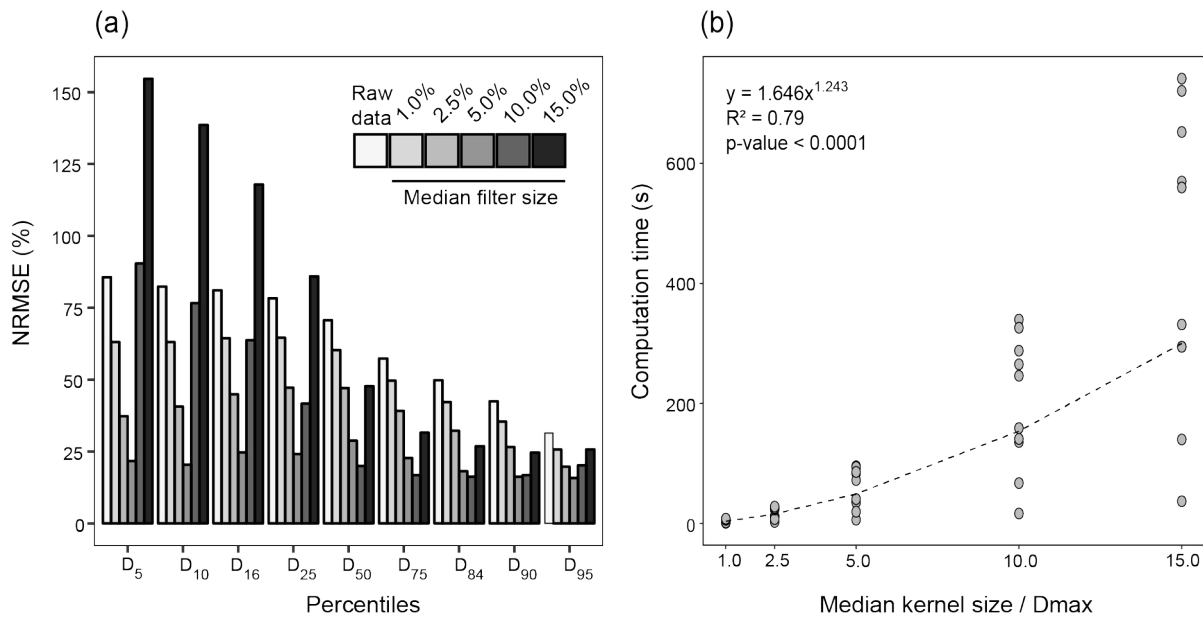 (a)
Raw data 1.0% 2.5% 5.0% 10.0% 15.0%
Median filter size
NRMSE (%)
150
125
100
75
50
25
0
D5 D10 D16 D25 D50 D75 D84 D90 D95
Percentiles
(b)
y = 1.646x^1.243
R² = 0.79
p-value < 0.0001
Computation time (s)
600
400
200
0
1.0 2.5 5.0 10.0 15.0
Median kernel size / Dmax